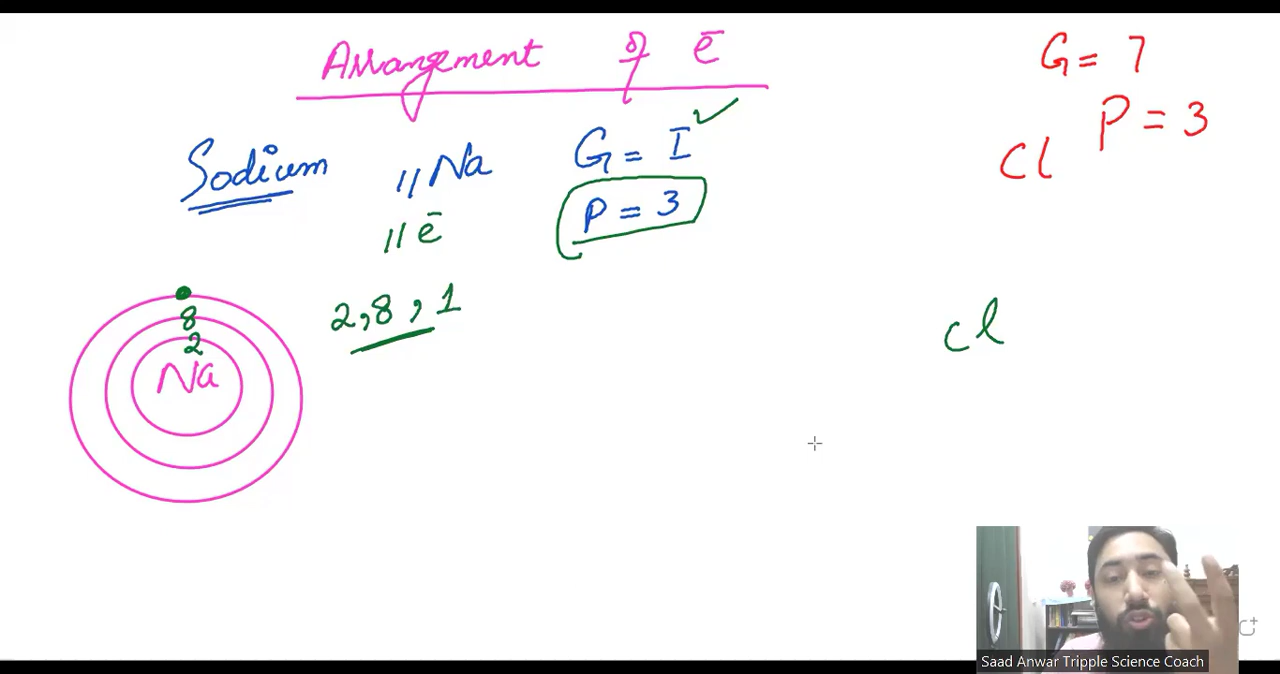 Arrangement of ē
Sodium ₁₁Na G = I ✓
P = 3
11 ē
2,8,1
8
2
Na
G = 7
P = 3
Cl
Cl
Saad Anwar Tripple Science Coach